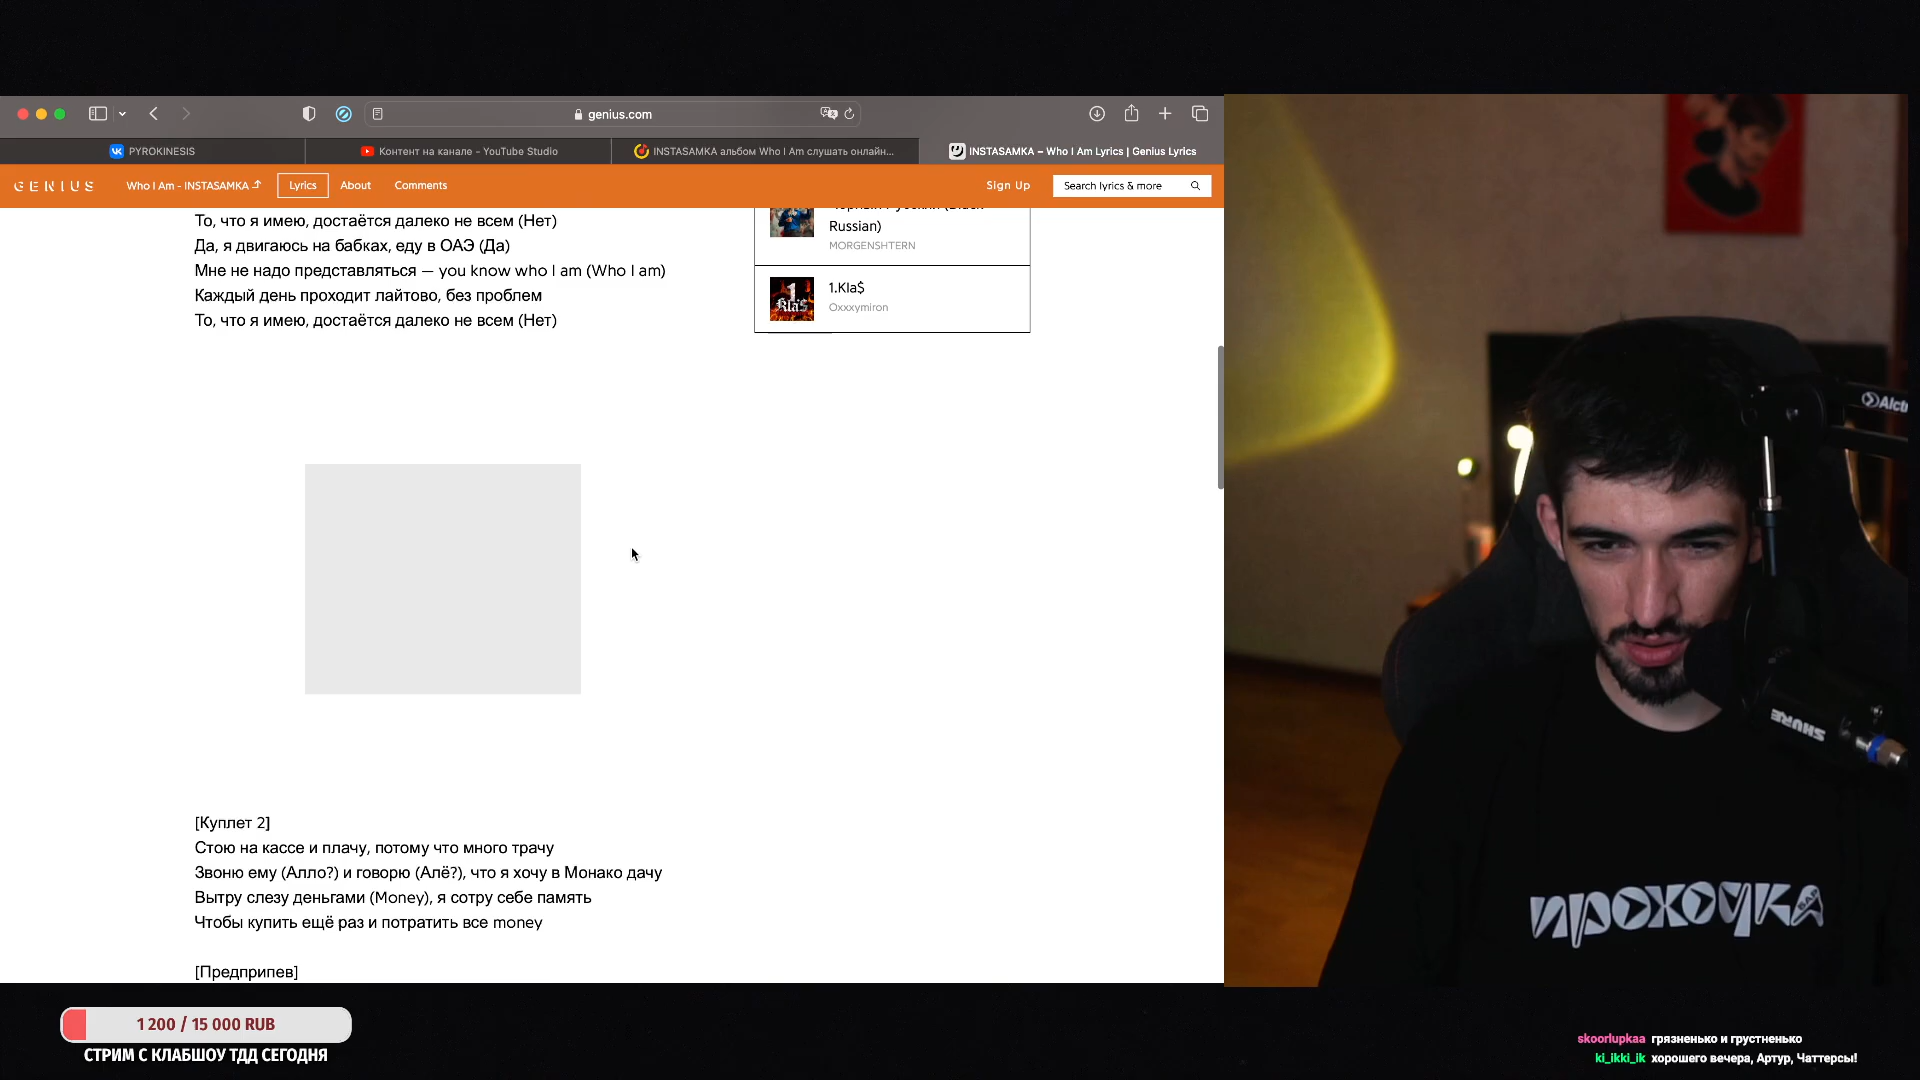 genius.com
PYROKINESIS
Контент на канале – YouTube Studio
INSTASAMKA альбом Who I Am слушать онлайн...
INSTASAMKA – Who I Am Lyrics | Genius Lyrics
GENIUS
Who I Am - INSTASAMKA
Lyrics
About
Comments
Sign Up
Search lyrics & more
То, что я имею, достаётся далеко не всем (Нет)
Да, я двигаюсь на бабках, еду в ОАЭ (Да)
Мне не надо представляться — you know who I am (Who I am)
Каждый день проходит лайтово, без проблем
То, что я имею, достаётся далеко не всем (Нет)
Russian)
MORGENSHTERN
1.Kla$
Oxxxymiron
[Куплет 2]
Стою на кассе и плачу, потому что много трачу
Звоню ему (Алло?) и говорю (Алё?), что я хочу в Монако дачу
Вытру слезу деньгами (Money), я сотру себе память
Чтобы купить ещё раз и потратить все money
[Предприпев]
SHURE
ПРОХОДКА
БАР
1 200 / 15 000 RUB
СТРИМ С КЛАБШОУ ТДД СЕГОДНЯ
skoorlupkaa грязненько и грустненько
ki_ikki_ik хорошего вечера, Артур, Чаттерсы!